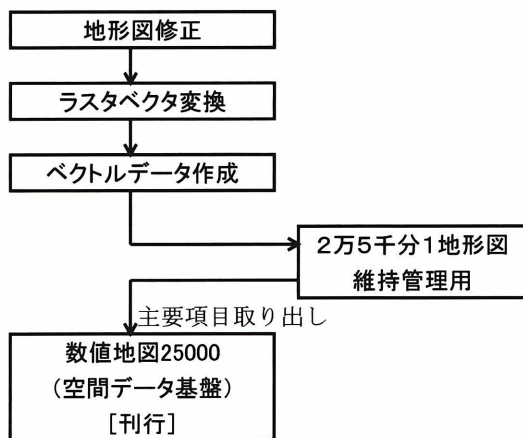 地形図修正
ラスタベクタ変換
ベクトルデータ作成
2万5千分1地形図
維持管理用
主要項目取り出し
数値地図25000
（空間データ基盤）
[刊行]